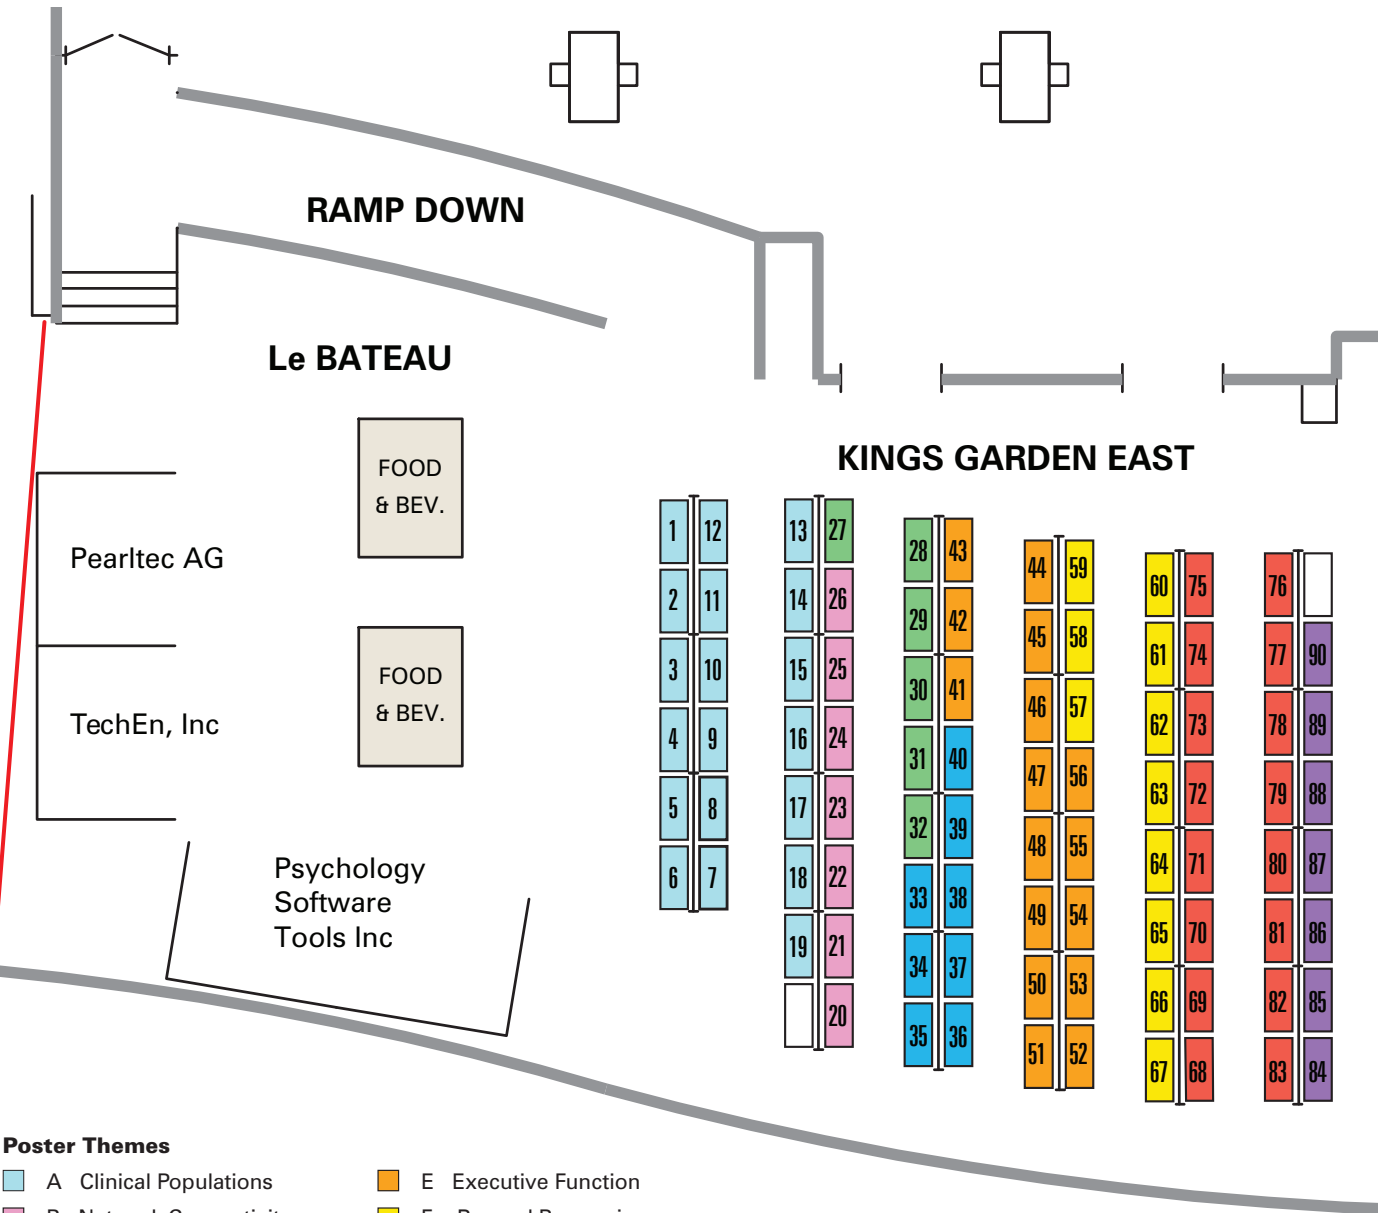 RAMP DOWN
Le BATEAU
FOOD
& BEV.
KINGS GARDEN EAST
PearItec AG
FOOD
& BEV.
TechEn, Inc
Psychology
Software
Tools Inc
1 12 13 27 28 43 44 59 60 75 76
2 11 14 26 29 42 45 58 61 74 77 90
3 10 15 25 30 41 46 57 62 73 78 89
4 9 16 24 31 40 47 56 63 72 79 88
5 8 17 23 32 39 48 55 64 71 80 87
6 7 18 22 33 38 49 54 65 70 81 86
19 21 34 37 50 53 66 69 82 85
20 35 36 51 52 67 68 83 84
Poster Themes
A Clinical Populations
E Executive Function